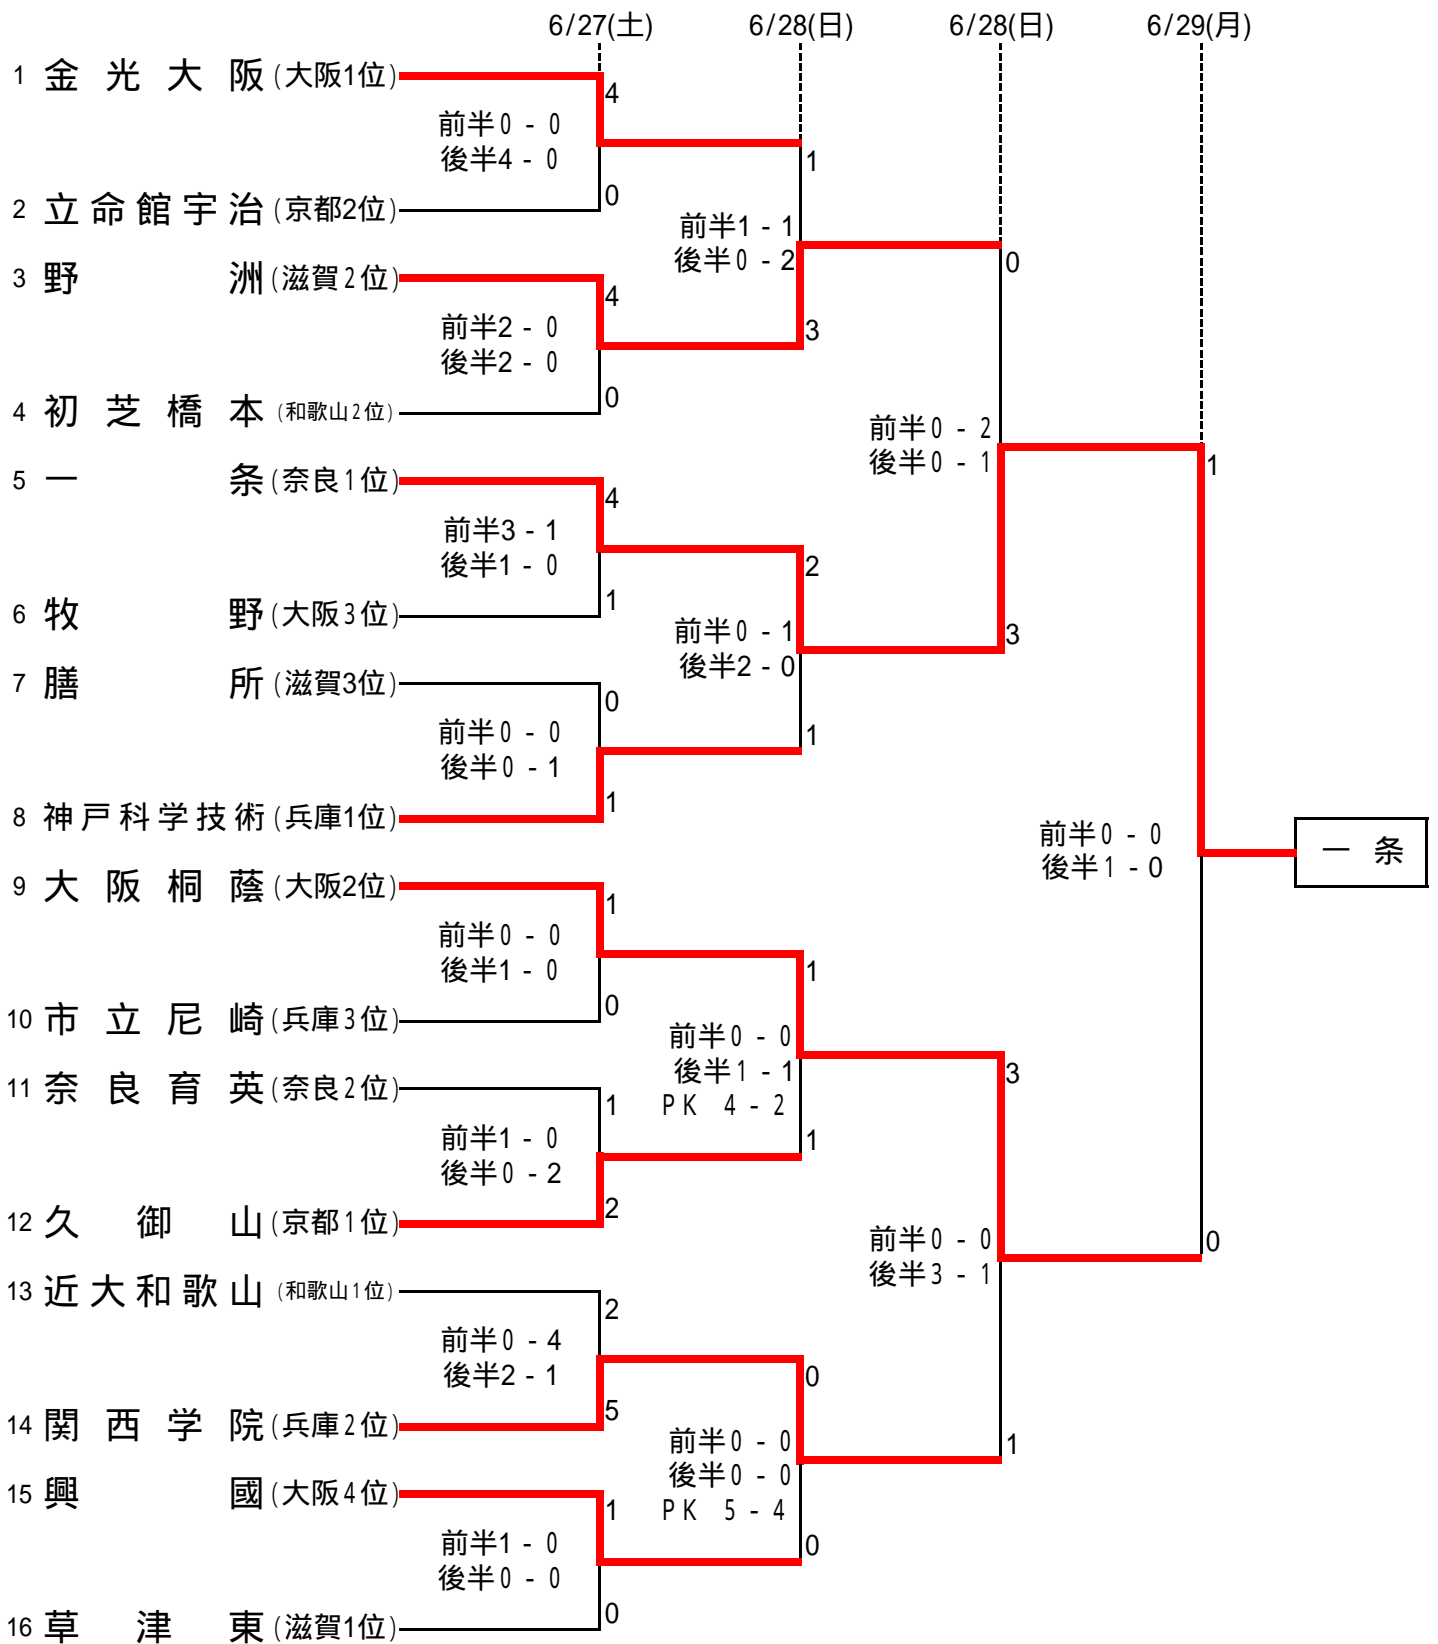 6/27(土) 6/28(日) 6/28(日) 6/29(月)
1 金光大阪 (大阪1位)
4
前半0 - 0
後半4 - 0
1
0
2 立命館宇治 (京都2位)
前半1 - 1
後半0 - 2
3 野洲 (滋賀2位)
0
4
前半2 - 0
後半2 - 0
3
0
4 初芝橋本 (和歌山2位)
前半0 - 2
後半0 - 1
5 一条 (奈良1位)
1
4
前半3 - 1
後半1 - 0
2
1
6 牧野 (大阪3位)
前半0 - 1
後半2 - 0
3
7 膳所 (滋賀3位)
0
前半0 - 0
後半0 - 1
1
1
8 神戸科学技術 (兵庫1位)
前半0 - 0
後半1 - 0
一条
9 大阪桐蔭 (大阪2位)
1
前半0 - 0
後半1 - 0
1
0
10 市立尼崎 (兵庫3位)
前半0 - 0
後半1 - 1
PK 4 - 2
3
11 奈良育英 (奈良2位)
1
前半1 - 0
後半0 - 2
1
2
12 久御山 (京都1位)
前半0 - 0
後半3 - 1
0
13 近大和歌山 (和歌山1位)
2
前半0 - 4
後半2 - 1
0
5
14 関西学院 (兵庫2位)
前半0 - 0
後半0 - 0
PK 5 - 4
1
15 興國 (大阪4位)
1
前半1 - 0
後半0 - 0
0
0
16 草津東 (滋賀1位)